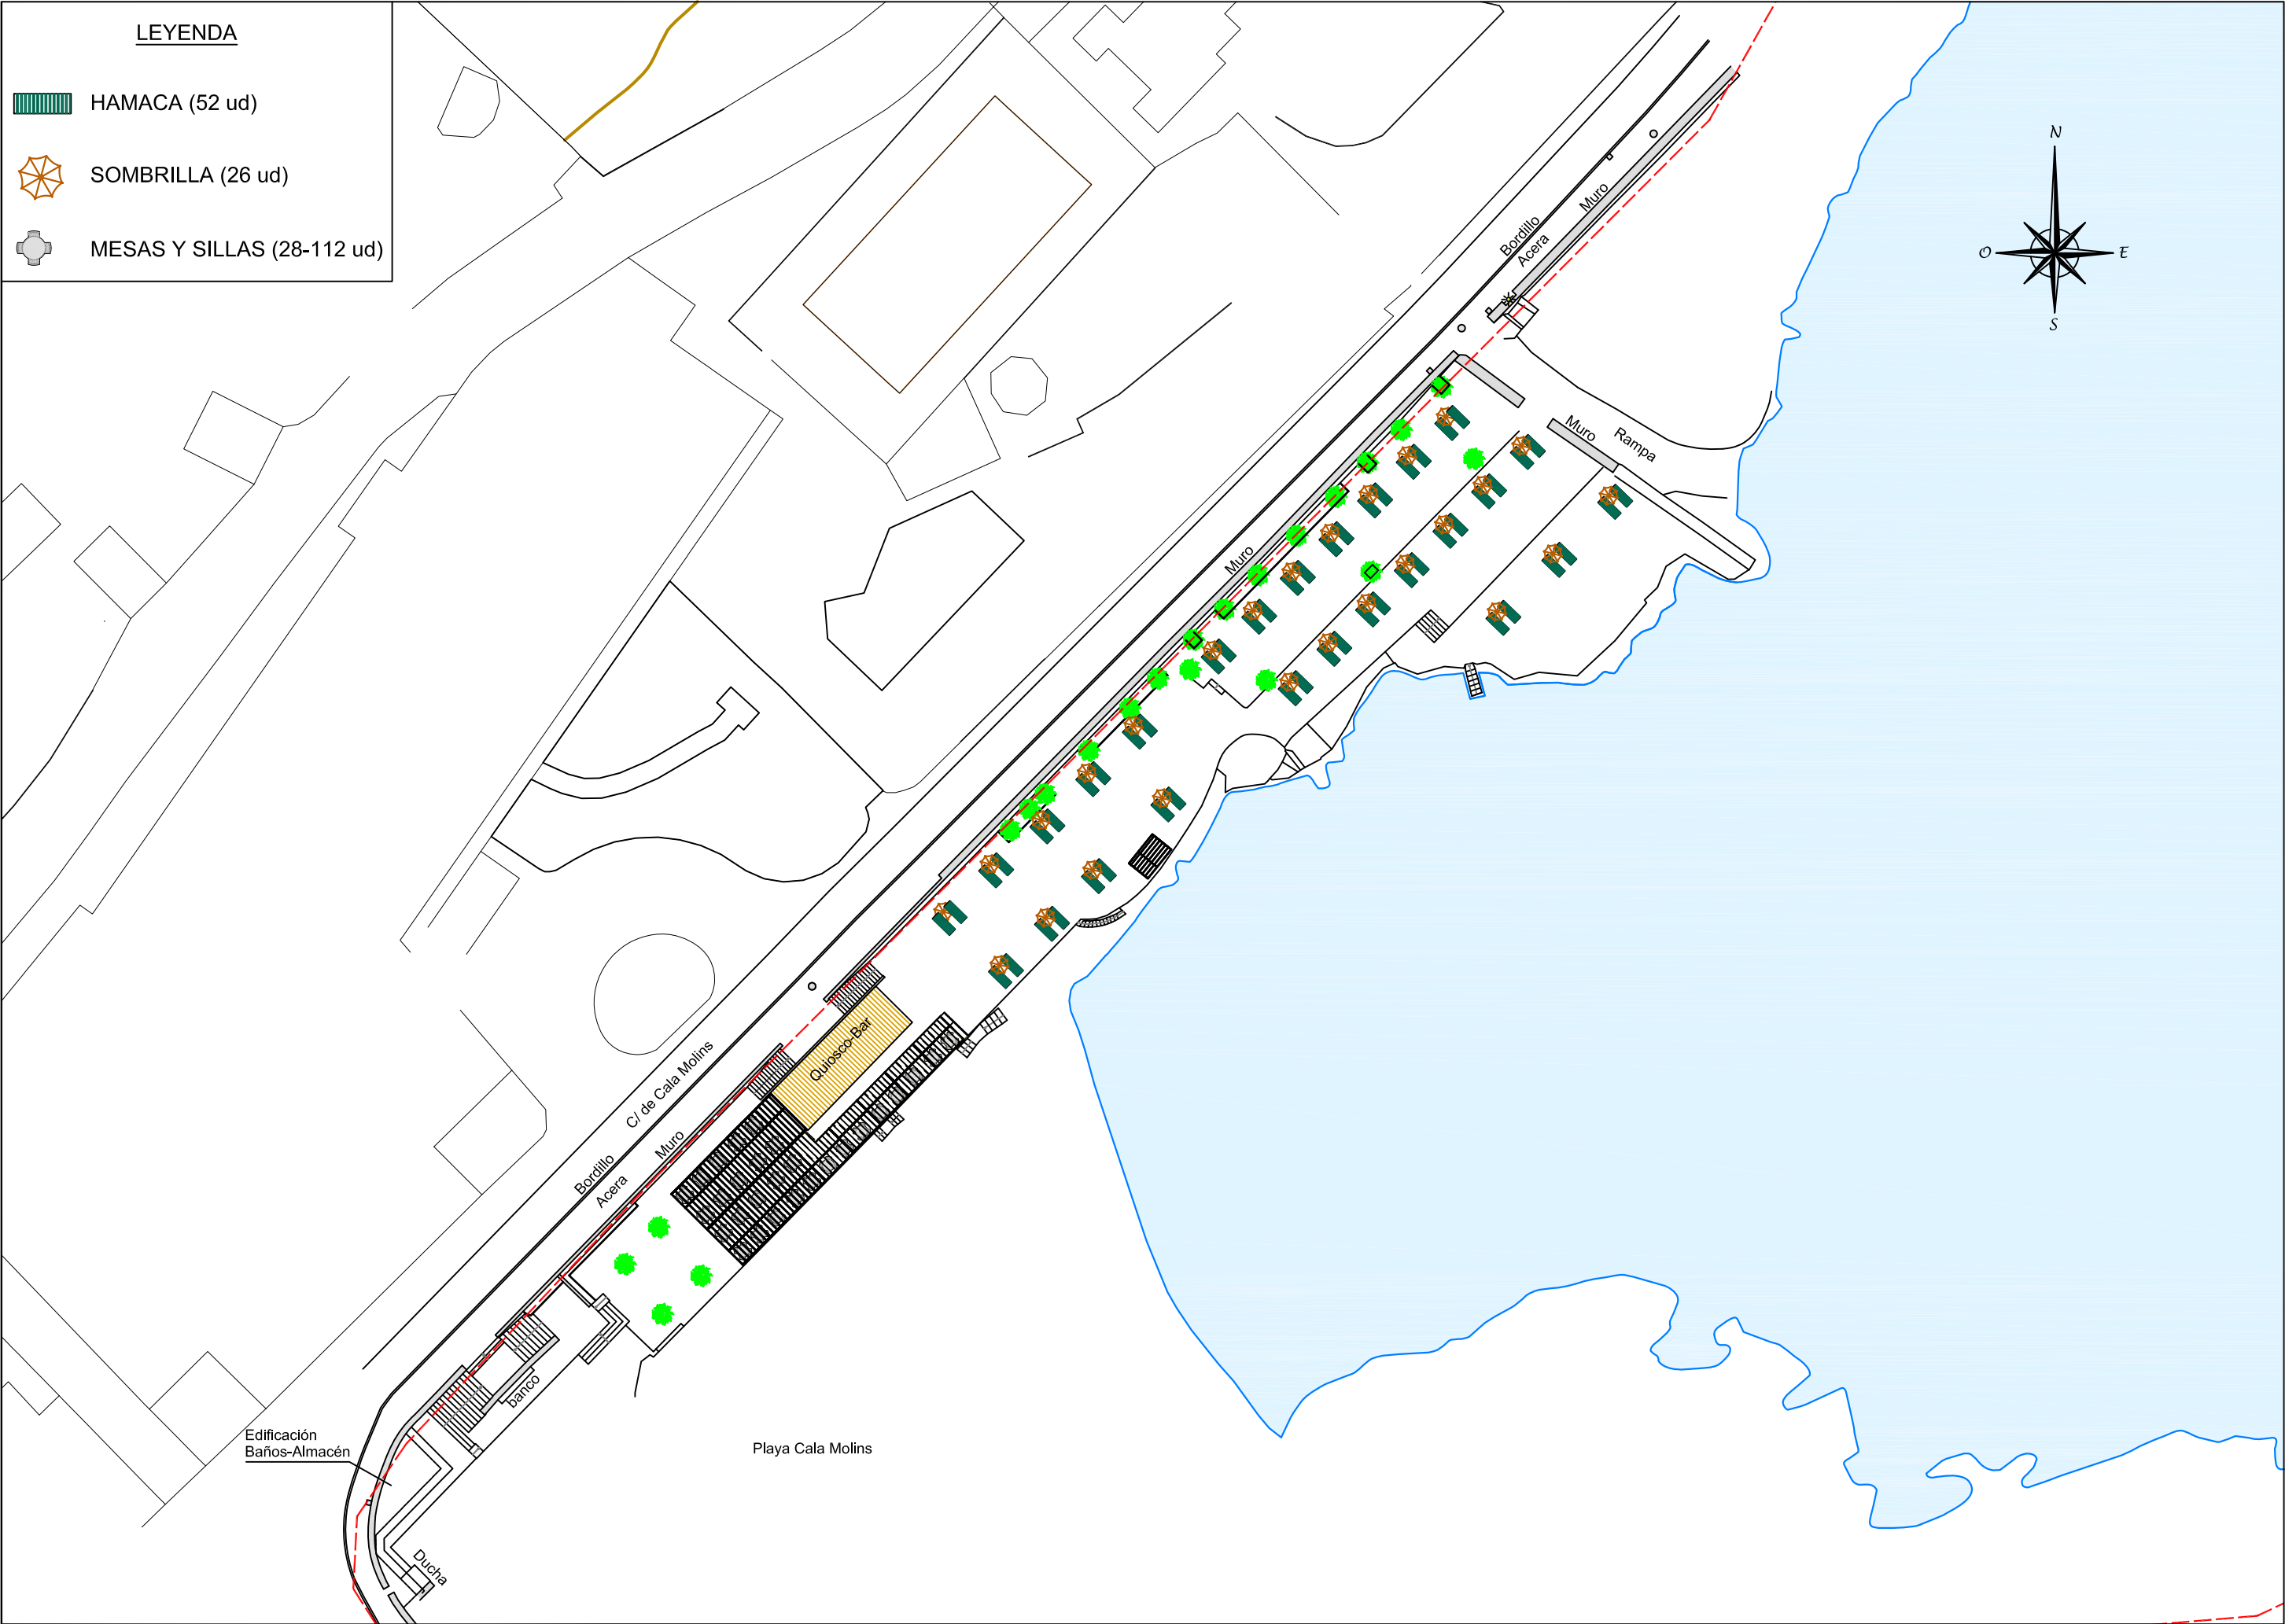 LEYENDA
HAMACA (52 ud)
SOMBRILLA (26 ud)
MESAS Y SILLAS (28-112 ud)
N
O
E
S
Bordillo
Acera
Muro
Muro
Rampa
Muro
Quiosco-Bar
C/ de Cala Molins
Bordillo
Acera
Muro
banco
Edificación
Baños-Almacén
Playa Cala Molins
Ducha